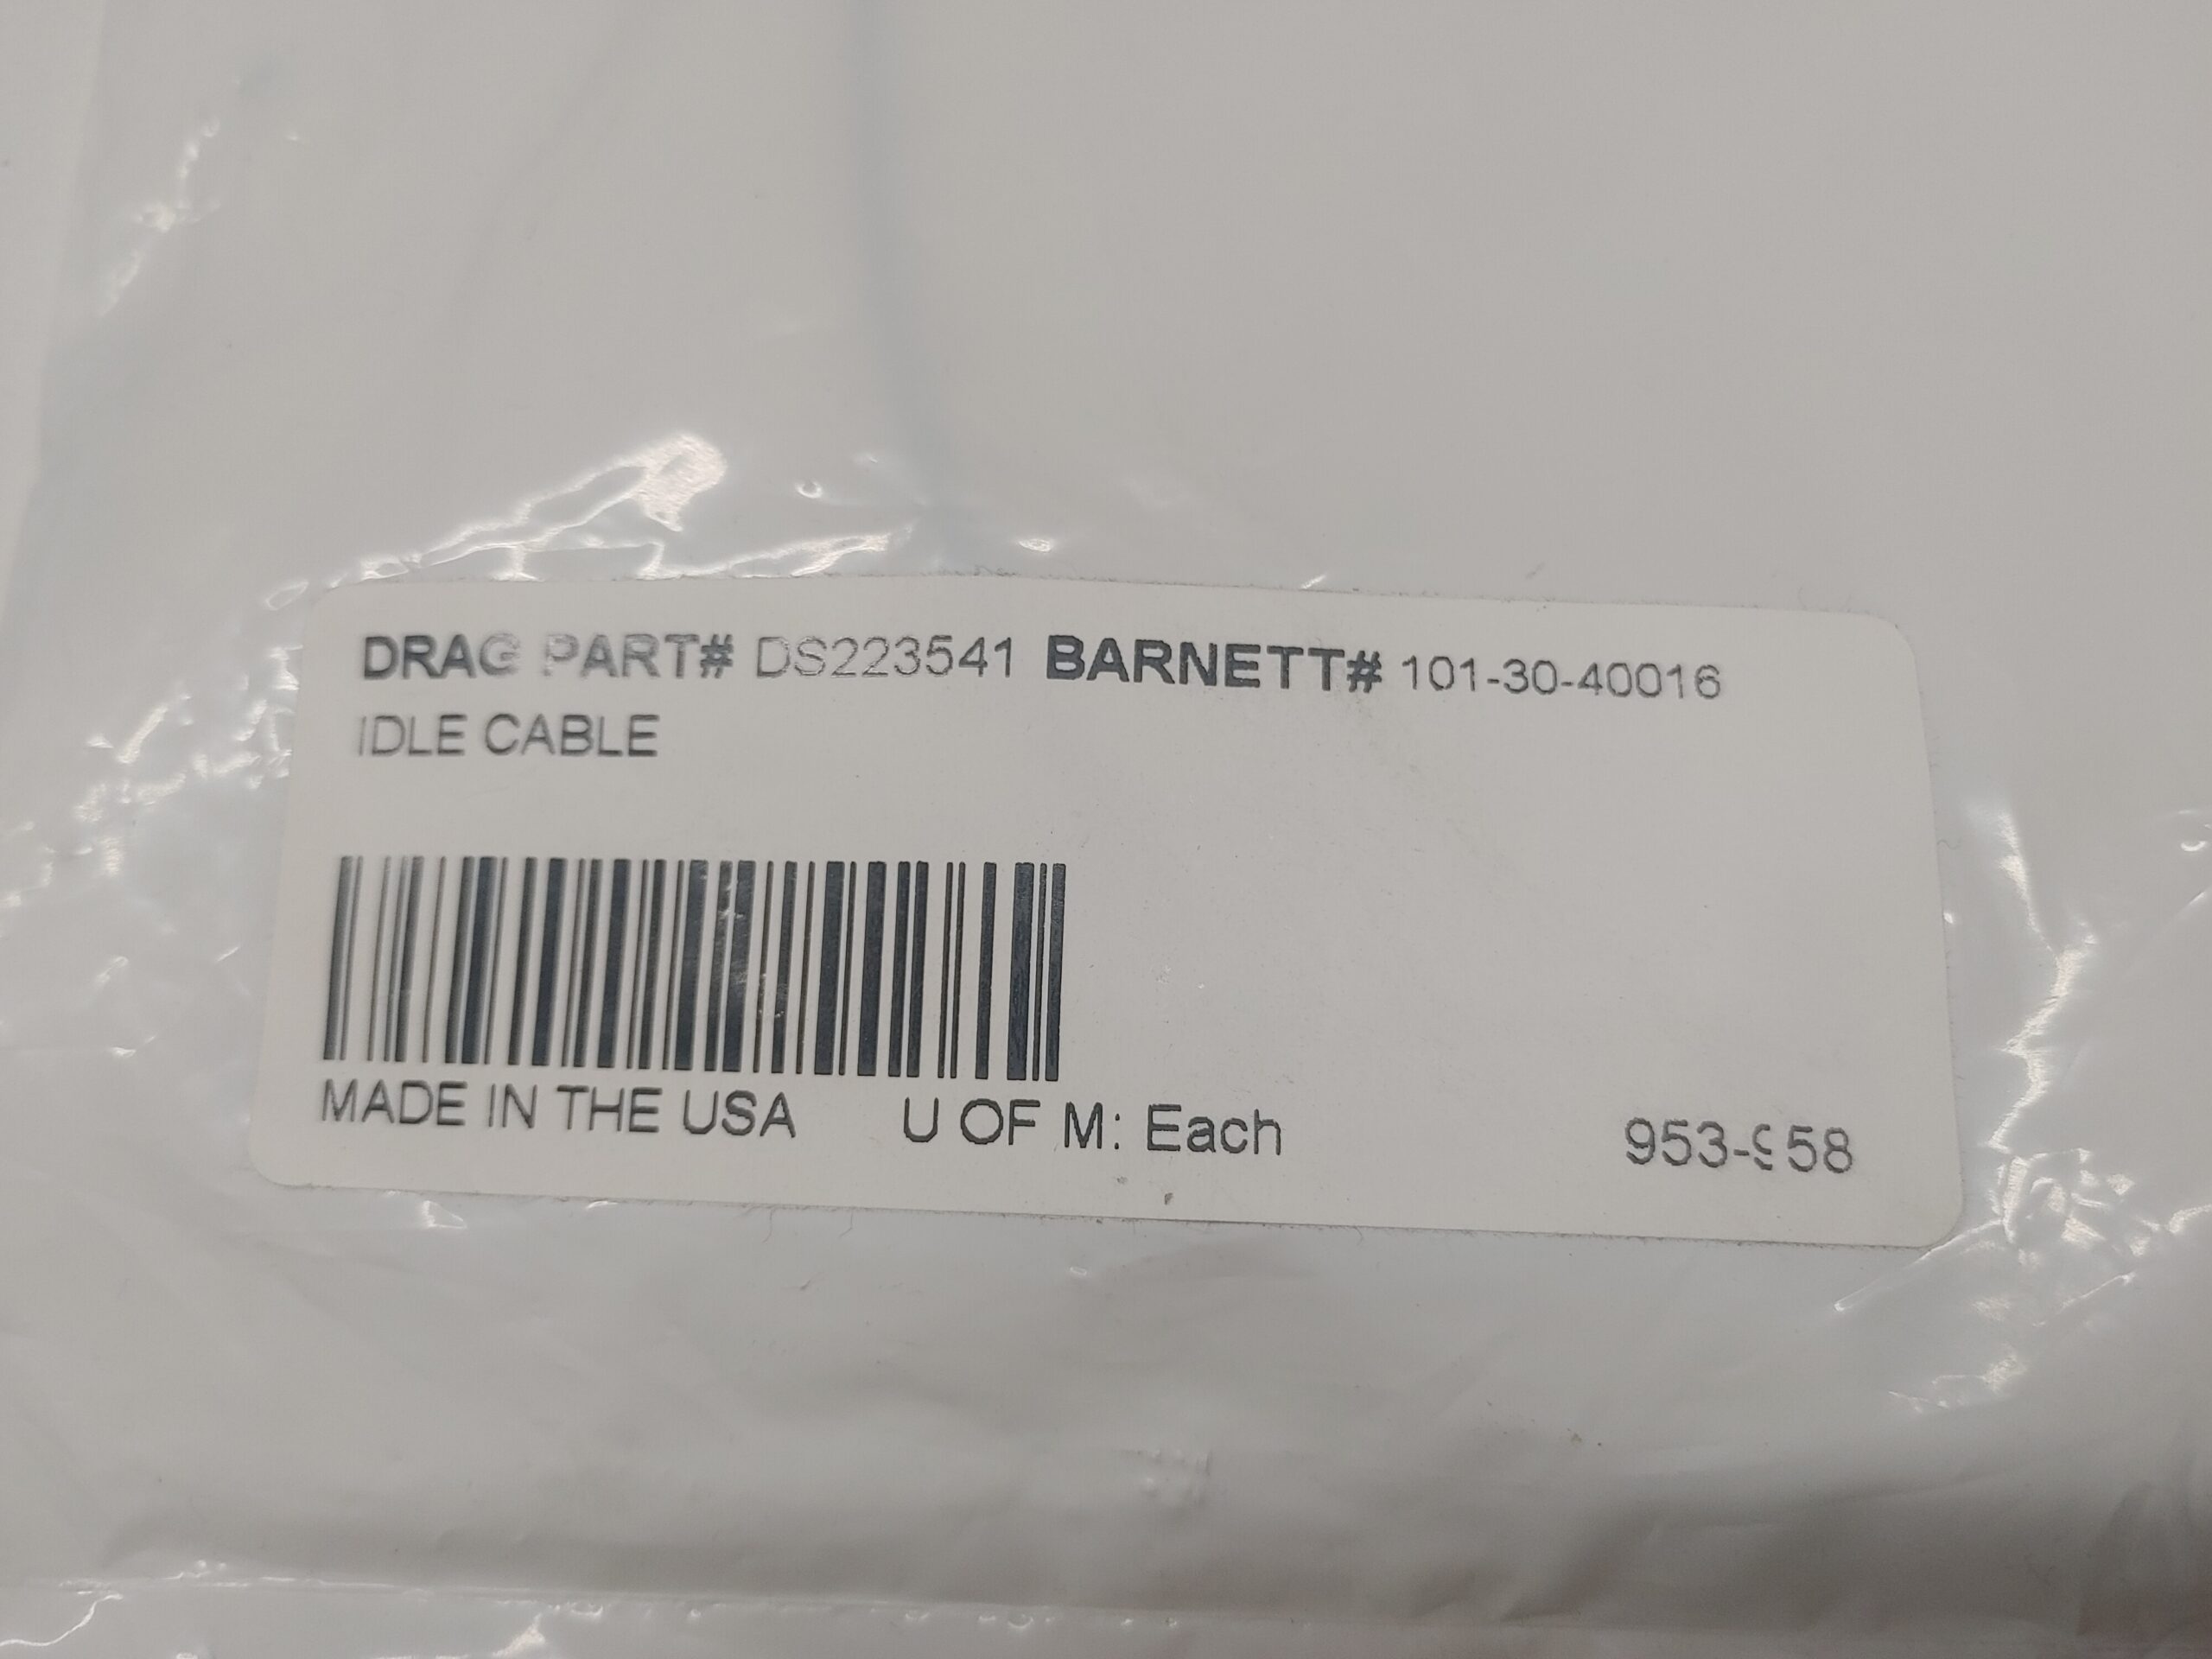 DRAG PART# DS223541 BARNETT# 101-30-40016
IDLE CABLE
MADE IN THE USA U OF M: Each 953-958